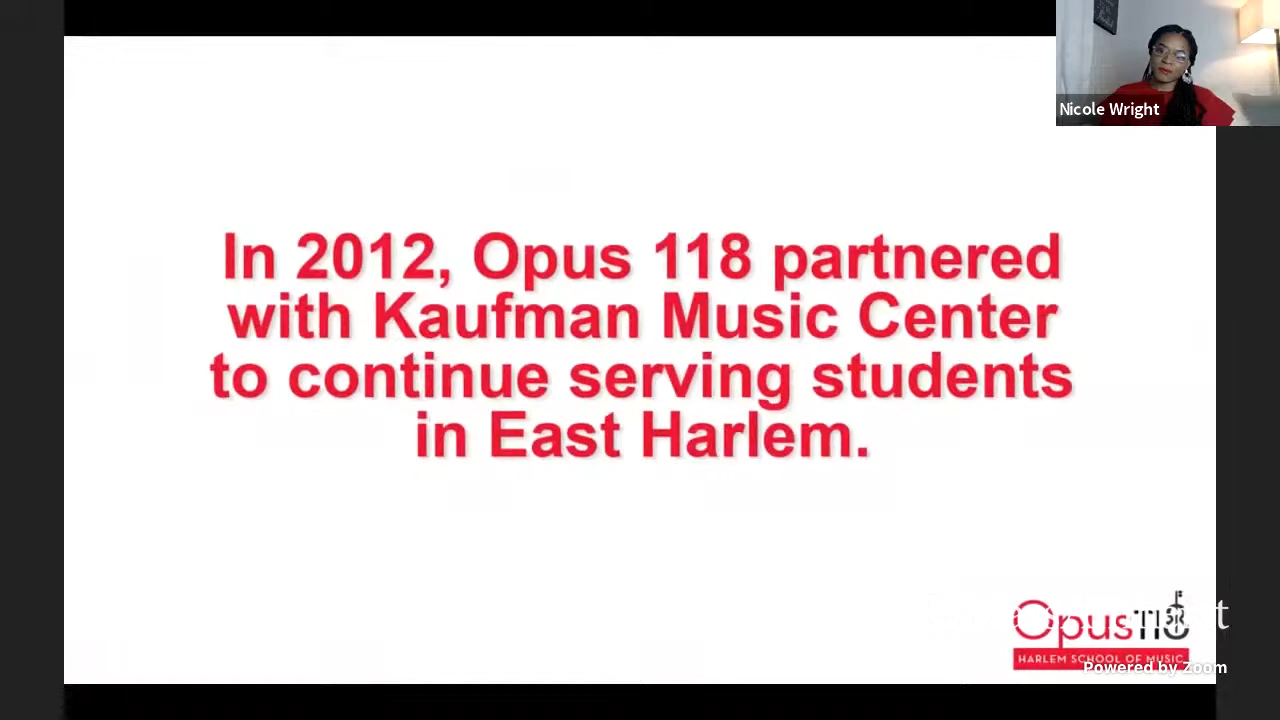 Nicole Wright
In 2012, Opus 118 partnered
with Kaufman Music Center
to continue serving students
in East Harlem.
Opus118
HARLEM SCHOOL OF MUSIC
Powered by Zoom